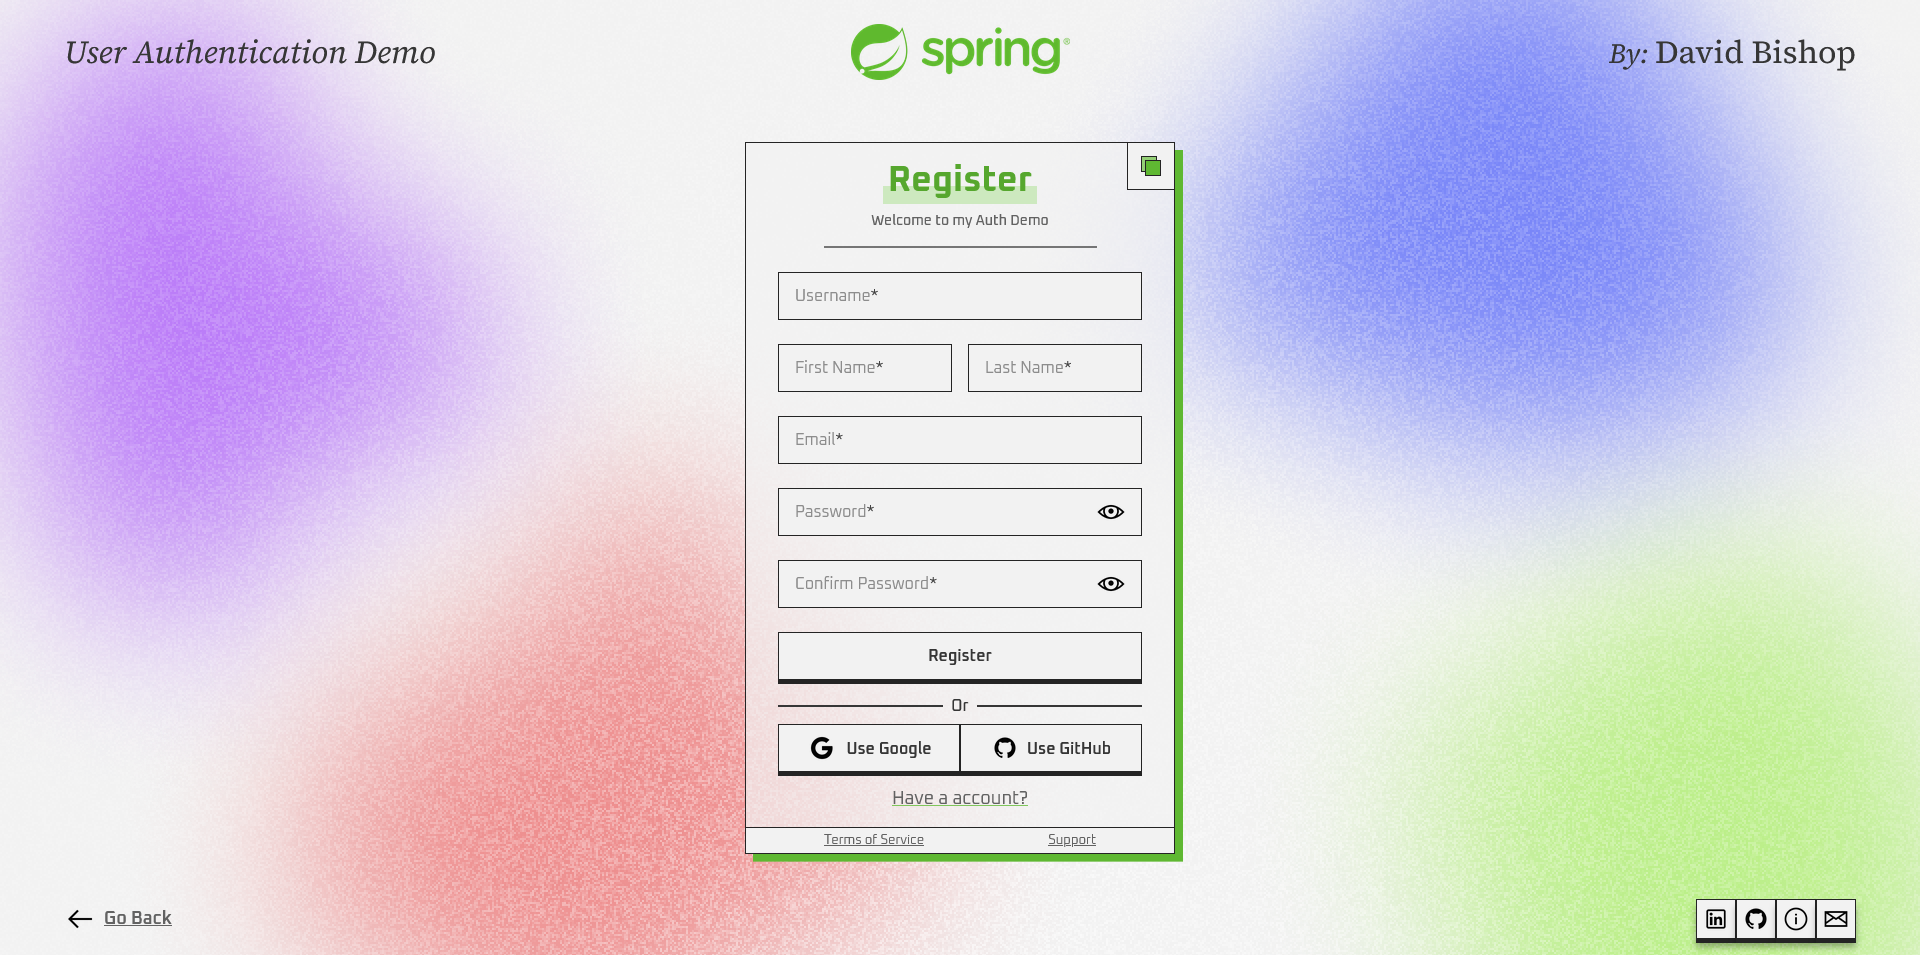 User Authentication Demo
spring®
By: David Bishop
Register
Welcome to my Auth Demo
Username*
First Name* Last Name*
Email*
Password*
Confirm Password*
Register
Or
Use Google Use GitHub
Have a account?
Terms of Service Support
Go Back
in